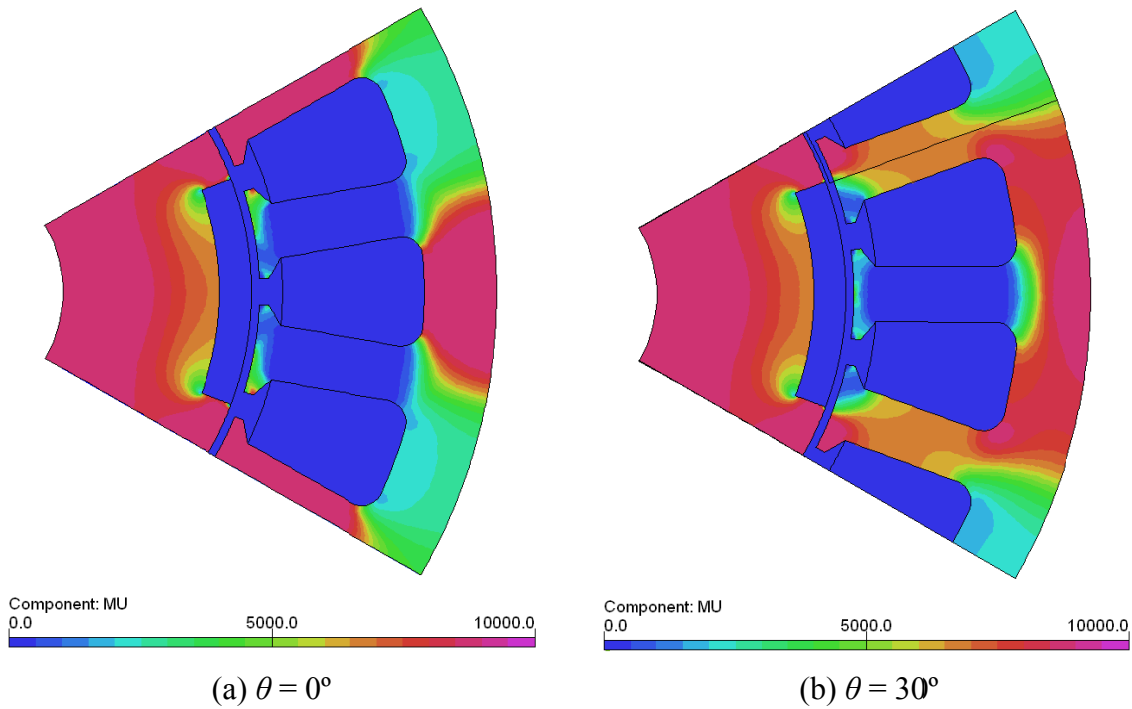 Component: MU
0.0 5000.0 10000.0
(a) θ = 0º
Component: MU
0.0 5000.0 10000.0
(b) θ = 30º